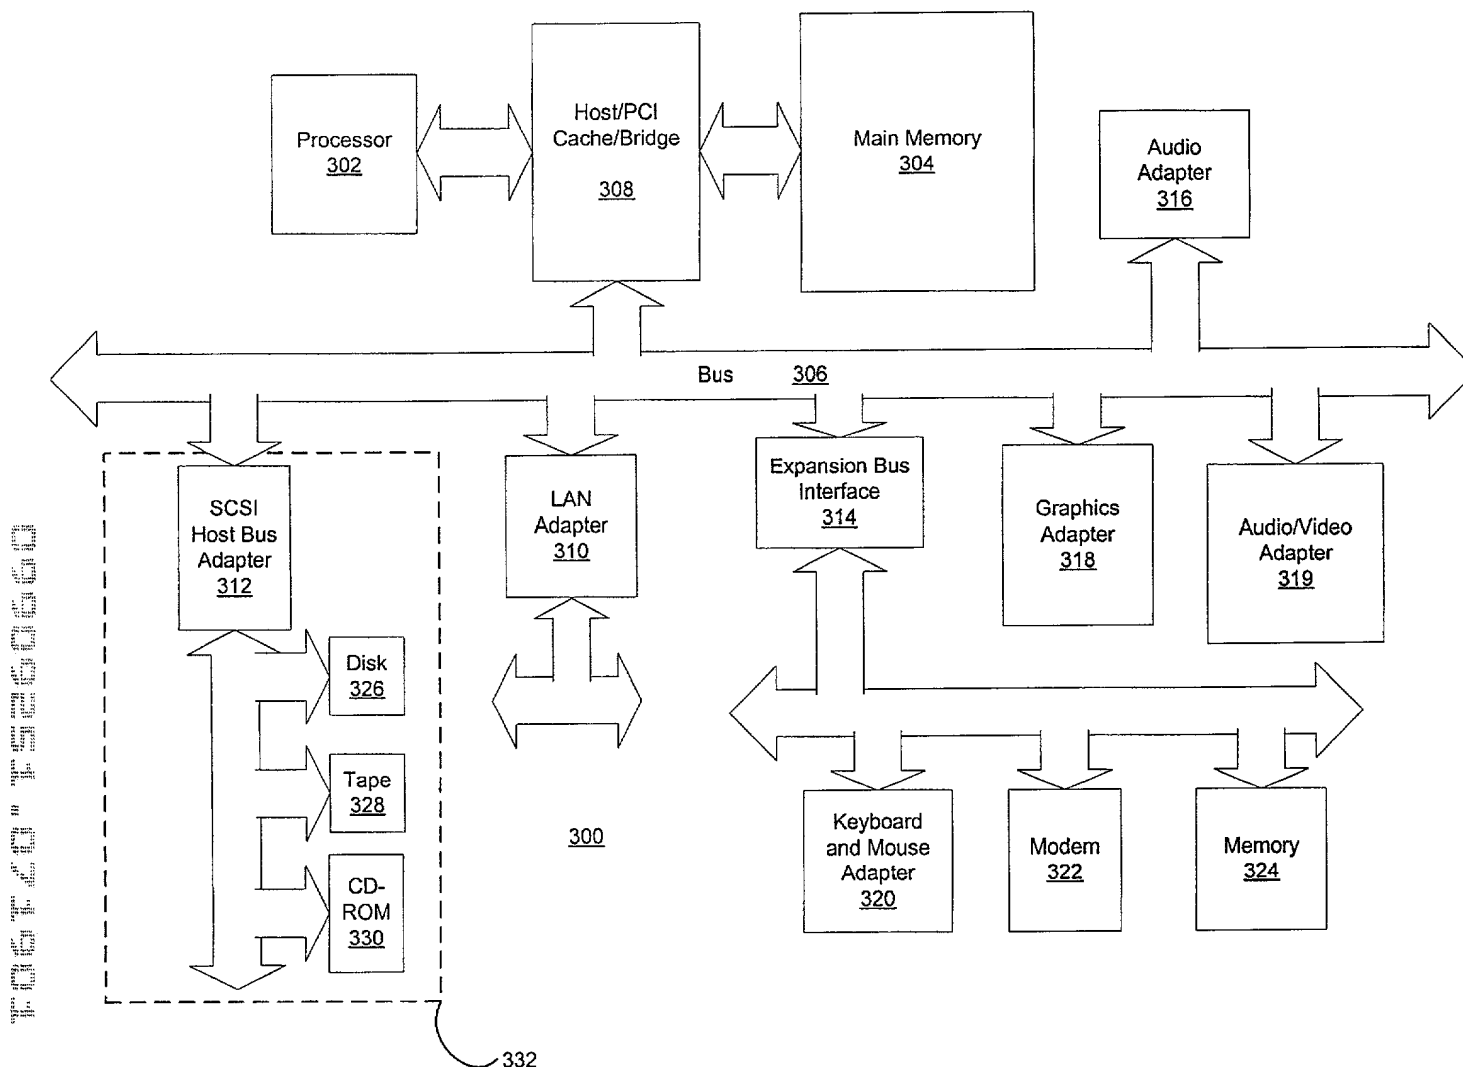 Processor
302
Host/PCI
Cache/Bridge
308
Main Memory
304
Audio
Adapter
316
Bus 306
SCSI
Host Bus
Adapter
312
LAN
Adapter
310
Expansion Bus
Interface
314
Graphics
Adapter
318
Audio/Video
Adapter
319
Disk
326
Tape
328
CD-
ROM
330
300
Keyboard
and Mouse
Adapter
320
Modem
322
Memory
324
332